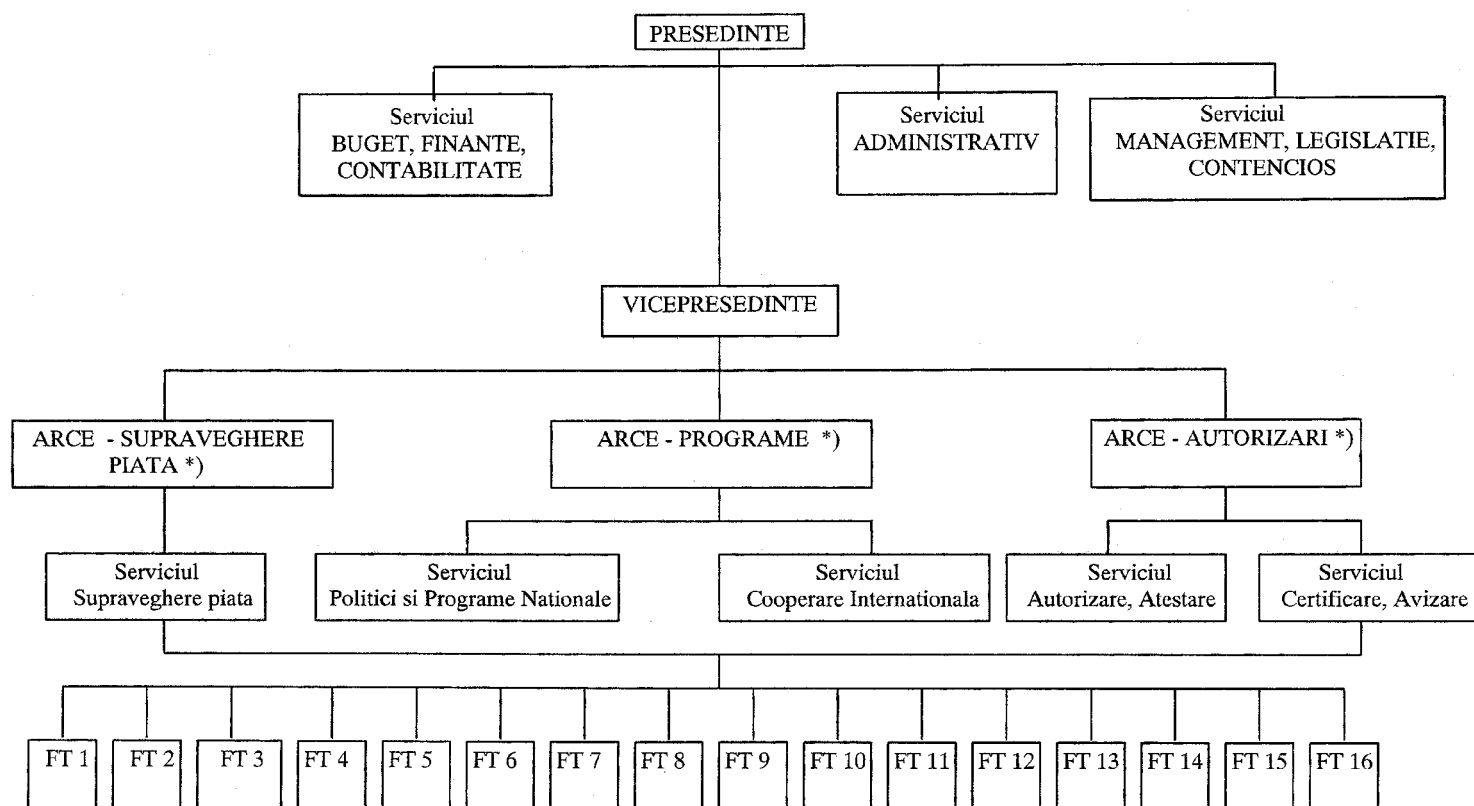 PRESEDINTE
Serviciul
BUGET, FINANTE,
CONTABILITATE
Serviciul
ADMINISTRATIV
Serviciul
MANAGEMENT, LEGISLATIE,
CONTENCIOS
VICEPRESEDINTE
ARCE - SUPRAVEGHERE
PIATA *)
ARCE - PROGRAME *)
ARCE - AUTORIZARI *)
Serviciul
Supraveghere piata
Serviciul
Politici si Programe Nationale
Serviciul
Cooperare Internationala
Serviciul
Autorizare, Atestare
Serviciul
Certificare, Avizare
FT 1
FT 2
FT 3
FT 4
FT 5
FT 6
FT 7
FT 8
FT 9
FT 10
FT 11
FT 12
FT 13
FT 14
FT 15
FT 16